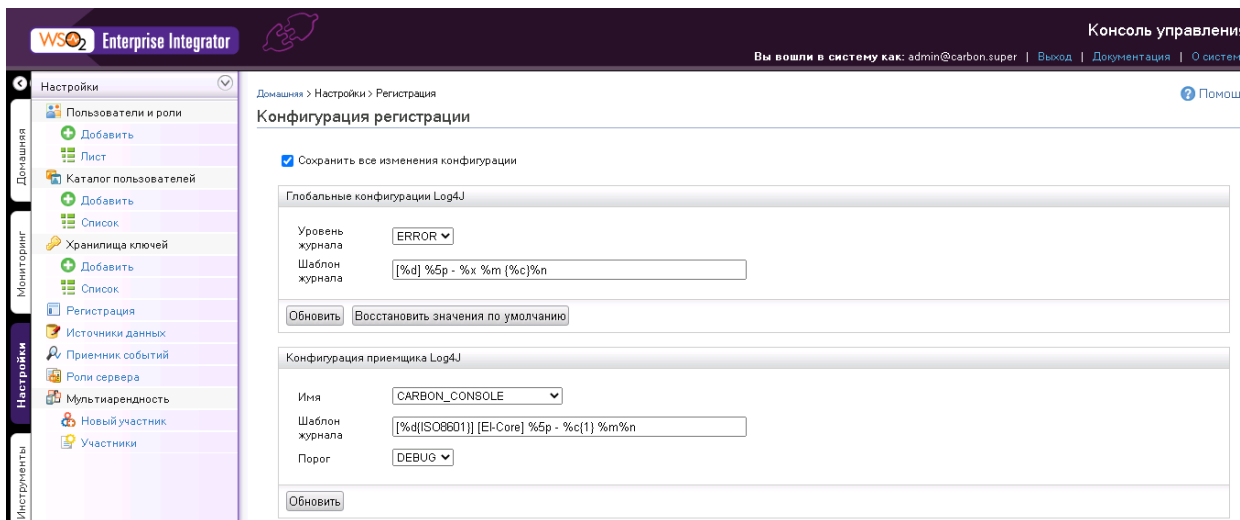 WSO2 Enterprise Integrator
Консоль управления
Вы вошли в систему как: admin@carbon.super | Выход | Документация | О систем
Настройки
Домашняя
Мониторинг
Настройки
Инструменты
Пользователи и роли
Добавить
Лист
Каталог пользователей
Добавить
Список
Хранилища ключей
Добавить
Список
Регистрация
Источники данных
Приемник событий
Роли сервера
Мультиарендность
Новый участник
Участники
Домашняя > Настройки > Регистрация
Помощ
Конфигурация регистрации
Сохранить все изменения конфигурации
Глобальные конфигурации Log4J
Уровень
журнала
ERROR
Шаблон
журнала
[%d] %5p - %x %m {%c}%n
Обновить Восстановить значения по умолчанию
Конфигурация приемщика Log4J
Имя
CARBON_CONSOLE
Шаблон
журнала
[%d{ISO8601}] [EI-Core] %5p - %c{1} %m%n
Порог
DEBUG
Обновить